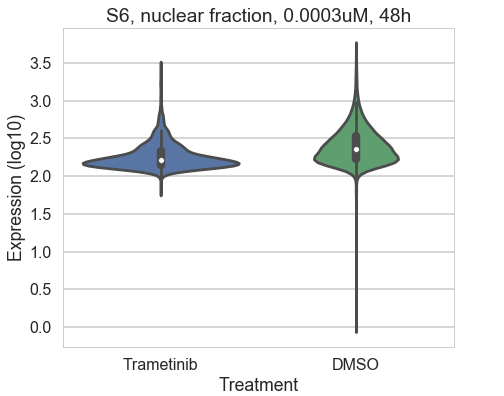 S6, nuclear fraction, 0.0003uM, 48h
Expression (log10)
3.5
3.0
2.5
2.0
1.5
1.0
0.5
0.0
Trametinib DMSO
Treatment